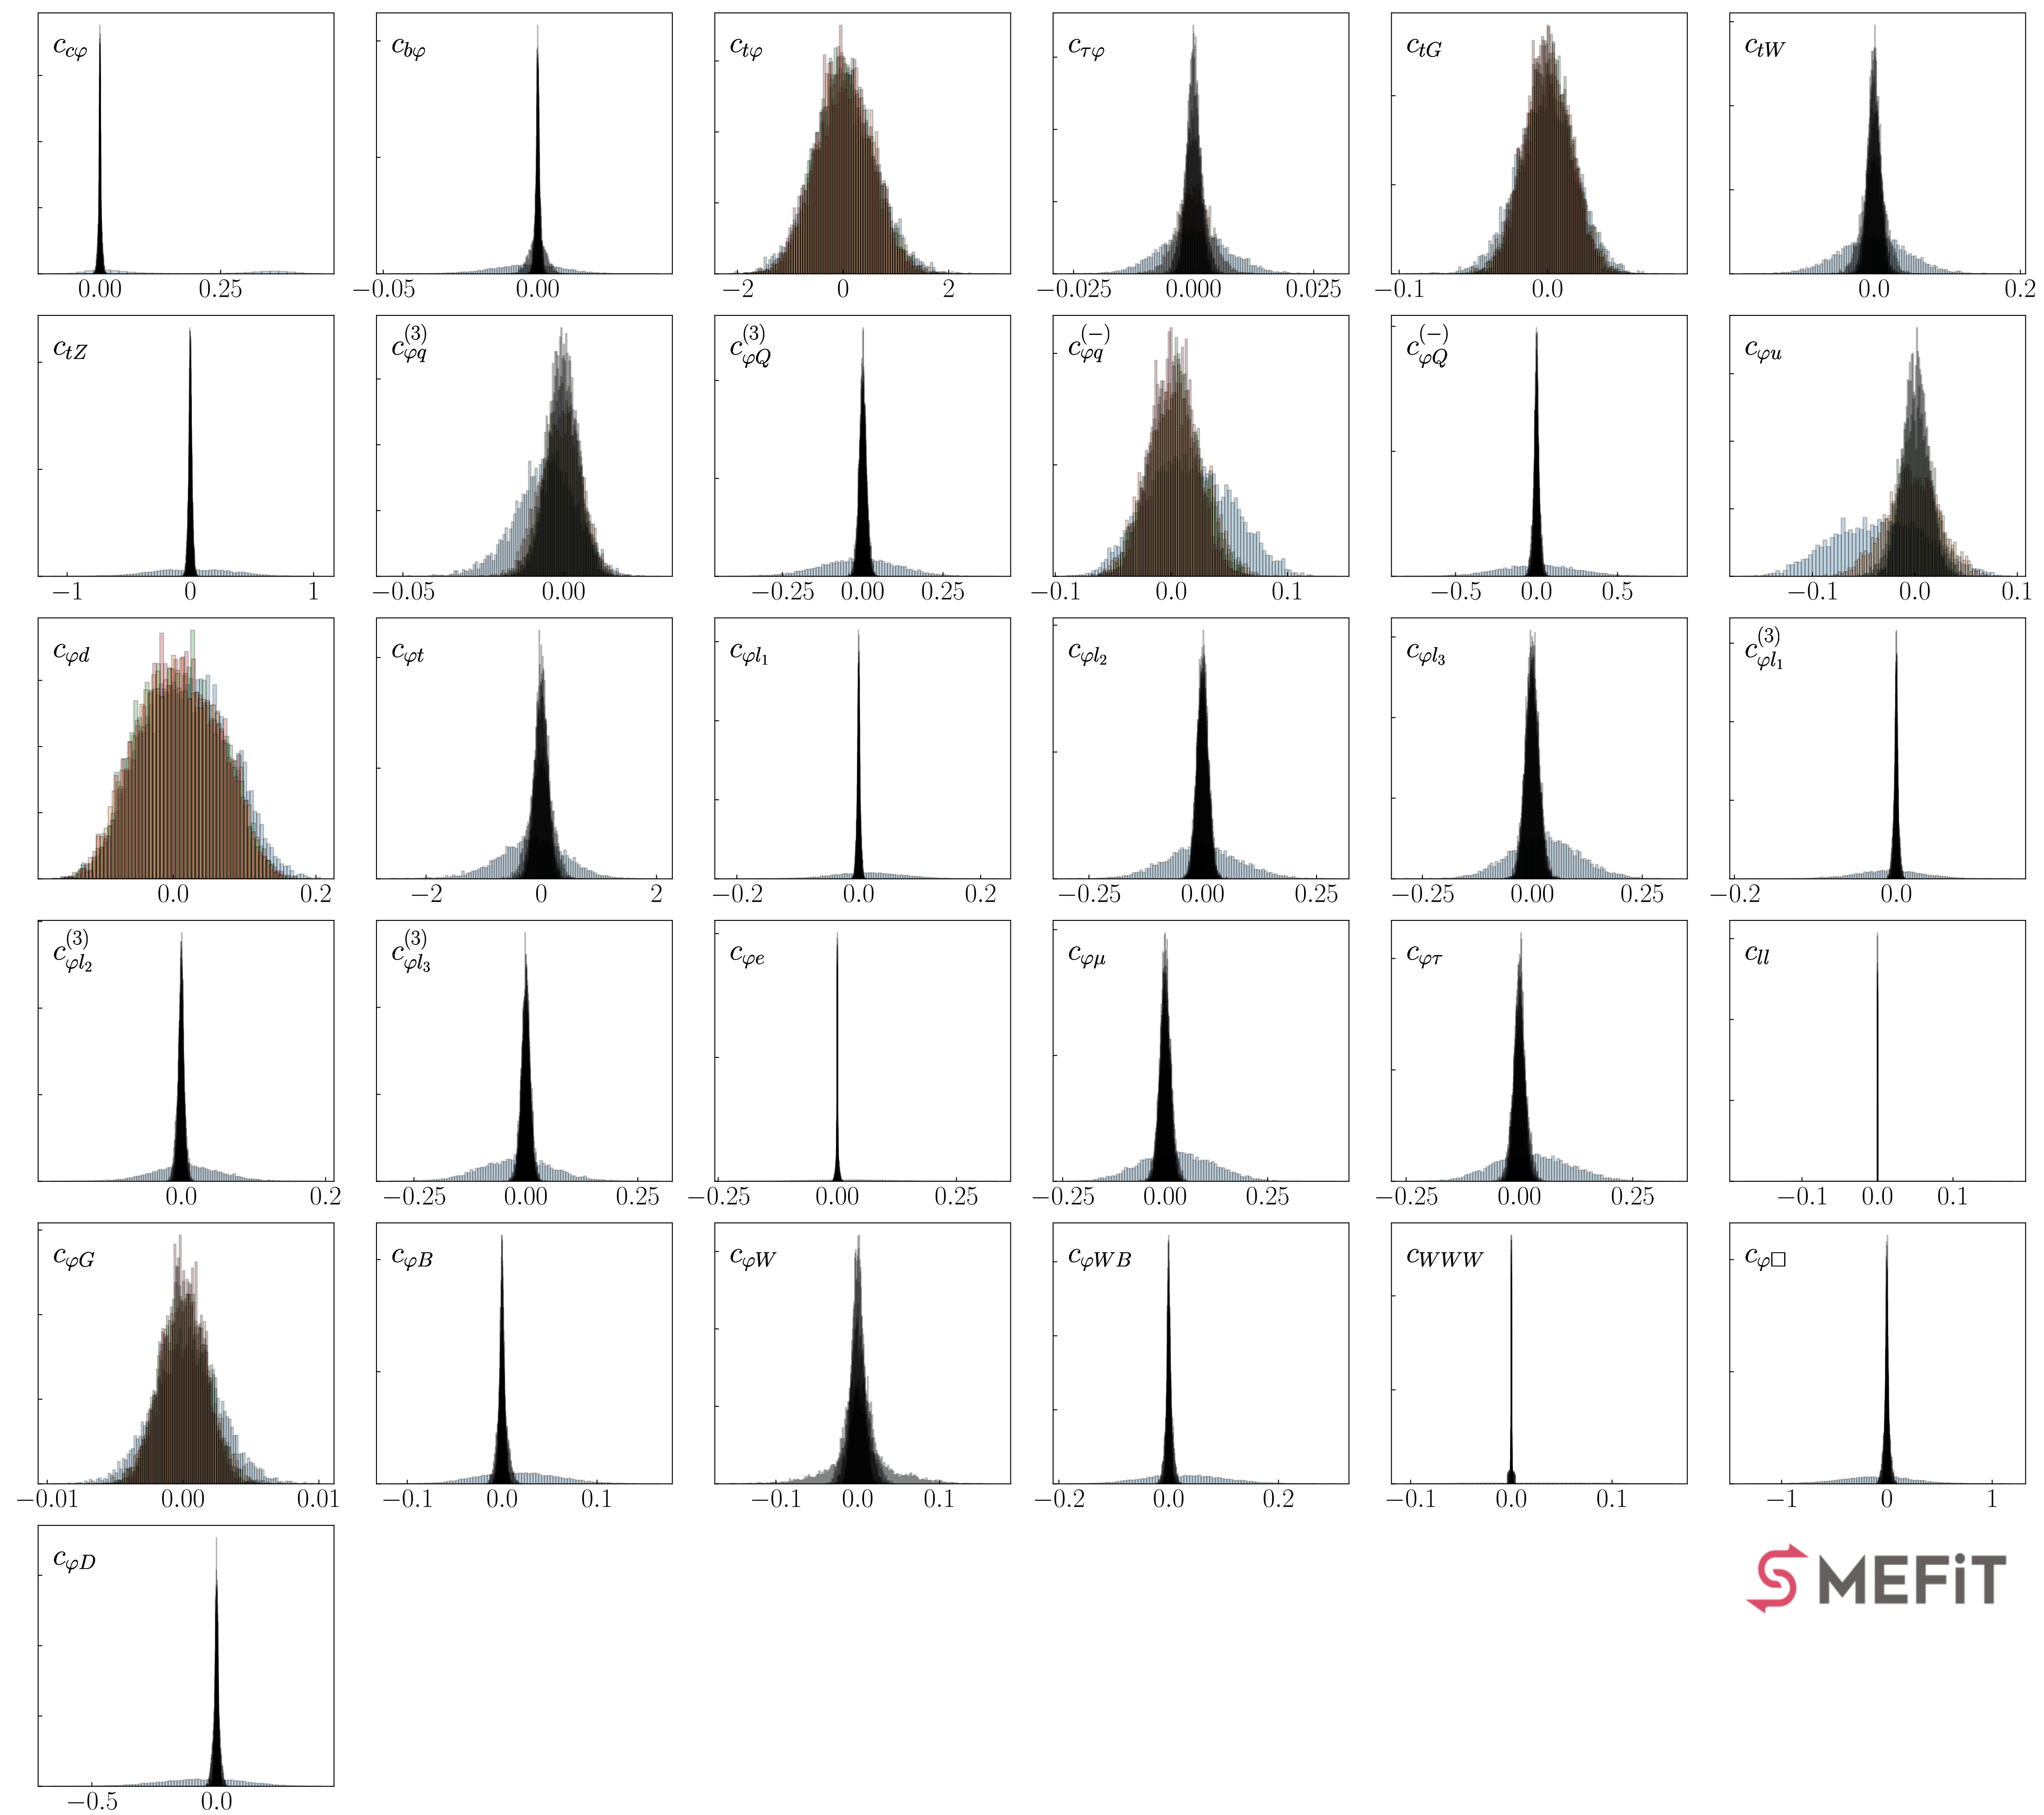 c_{cφ} c_{bφ} c_{tφ} c_{τφ} c_{tG} c_{tW}
0.00 0.25 −0.05 0.00 −2 0 2 −0.025 0.000 0.025 −0.1 0.0 0.0 0.2
c_{tZ} c_{φq}^{(3)} c_{φQ}^{(3)} c_{φq}^{(−)} c_{φQ}^{(−)} c_{φu}
−1 0 1 −0.05 0.00 −0.25 0.00 0.25 −0.1 0.0 0.1 −0.5 0.0 0.5 −0.1 0.0 0.1
c_{φd} c_{φt} c_{φl_1} c_{φl_2} c_{φl_3} c_{φl_1}^{(3)}
0.0 0.2 −2 0 2 −0.2 0.0 0.2 −0.25 0.00 0.25 −0.25 0.00 0.25 −0.2 0.0
c_{φl_2}^{(3)} c_{φl_3}^{(3)} c_{φe} c_{φμ} c_{φτ} c_{ll}
0.0 0.2 −0.25 0.00 0.25 −0.25 0.00 0.25 −0.25 0.00 0.25 −0.25 0.00 0.25 −0.1 0.0 0.1
c_{φG} c_{φB} c_{φW} c_{φWB} c_{WWW} c_{φ□}
−0.01 0.00 0.01 −0.1 0.0 0.1 −0.1 0.0 0.1 −0.2 0.0 0.2 −0.1 0.0 0.1 −1 0 1
c_{φD} SMEFiT
−0.5 0.0